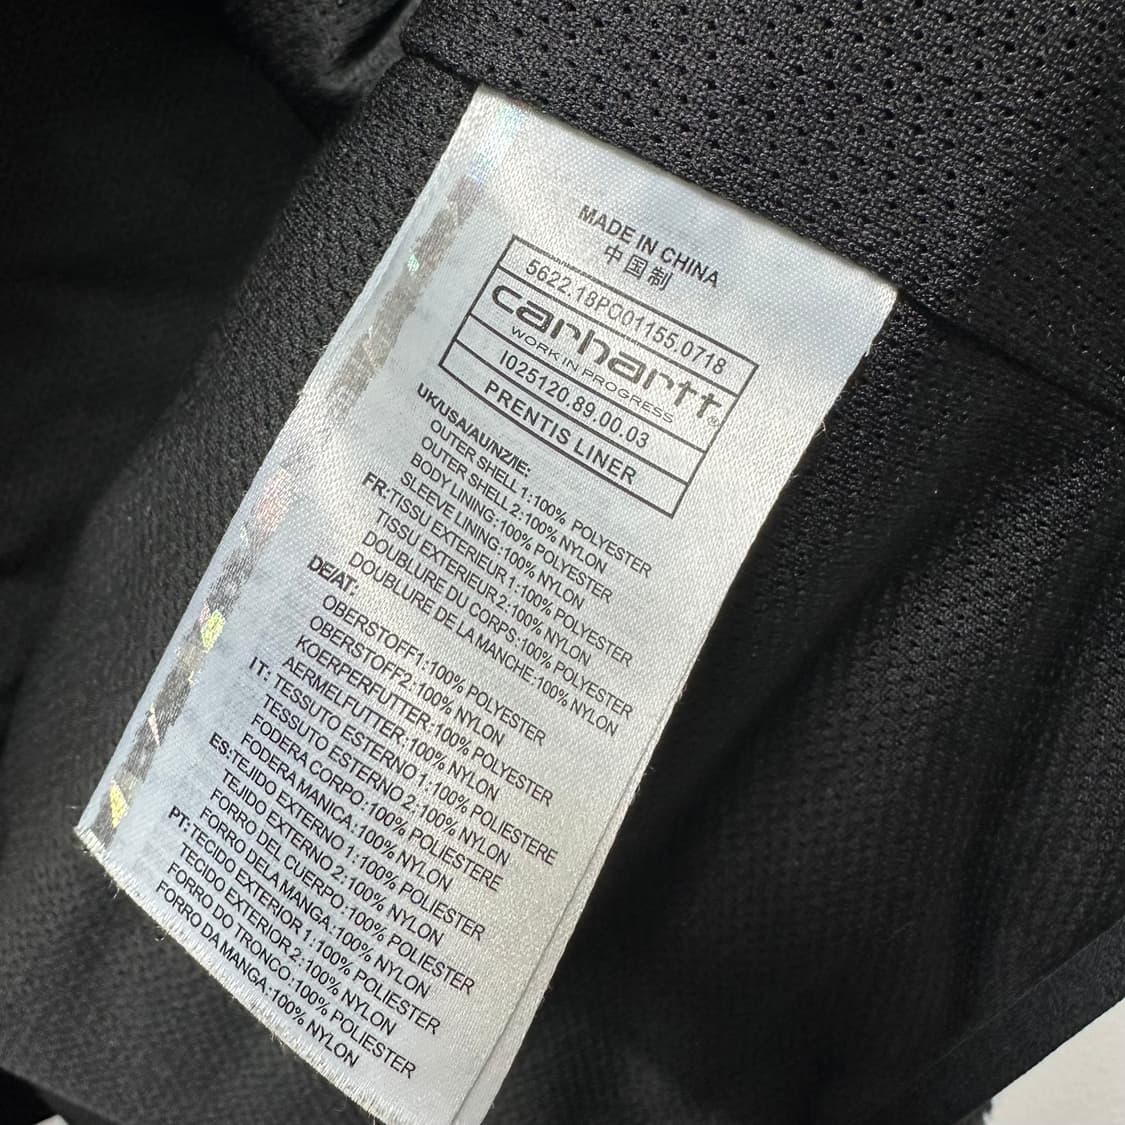 MADE IN CHINA
中国制
5622.18PO01155.0718
carhartt®
WORK IN PROGRESS
I025120.89.00.03
PRENTIS LINER
UK/USA/AU/NZ/IE:
OUTER SHELL 1:100% POLYESTER
OUTER SHELL 2:100% NYLON
BODY LINING:100% POLYESTER
SLEEVE LINING:100% NYLON
FR:TISSU EXTERIEUR 1:100% POLYESTER
TISSU EXTERIEUR 2:100% NYLON
DOUBLURE DU CORPS:100% POLYESTER
DOUBLURE DE LA MANCHE:100% NYLON
DE/AT:
OBERSTOFF1:100% POLYESTER
OBERSTOFF2:100% NYLON
KOERPERFUTTER:100% POLYESTER
AERMELFUTTER:100% NYLON
IT: TESSUTO ESTERNO 1:100% POLIESTERE
TESSUTO ESTERNO 2:100% NYLON
FODERA CORPO:100% POLIESTERE
FODERA MANICA:100% NYLON
ES:TEJIDO EXTERNO 1:100% POLIESTER
TEJIDO EXTERNO 2:100% NYLON
FORRO DEL CUERPO:100% POLIESTER
FORRO DE LA MANGA:100% NYLON
PT:TECIDO EXTERIOR 1:100% POLIESTER
TECIDO EXTERIOR 2:100% NYLON
FORRO DO TRONCO:100% POLIESTER
FORRO DA MANGA:100% NYLON